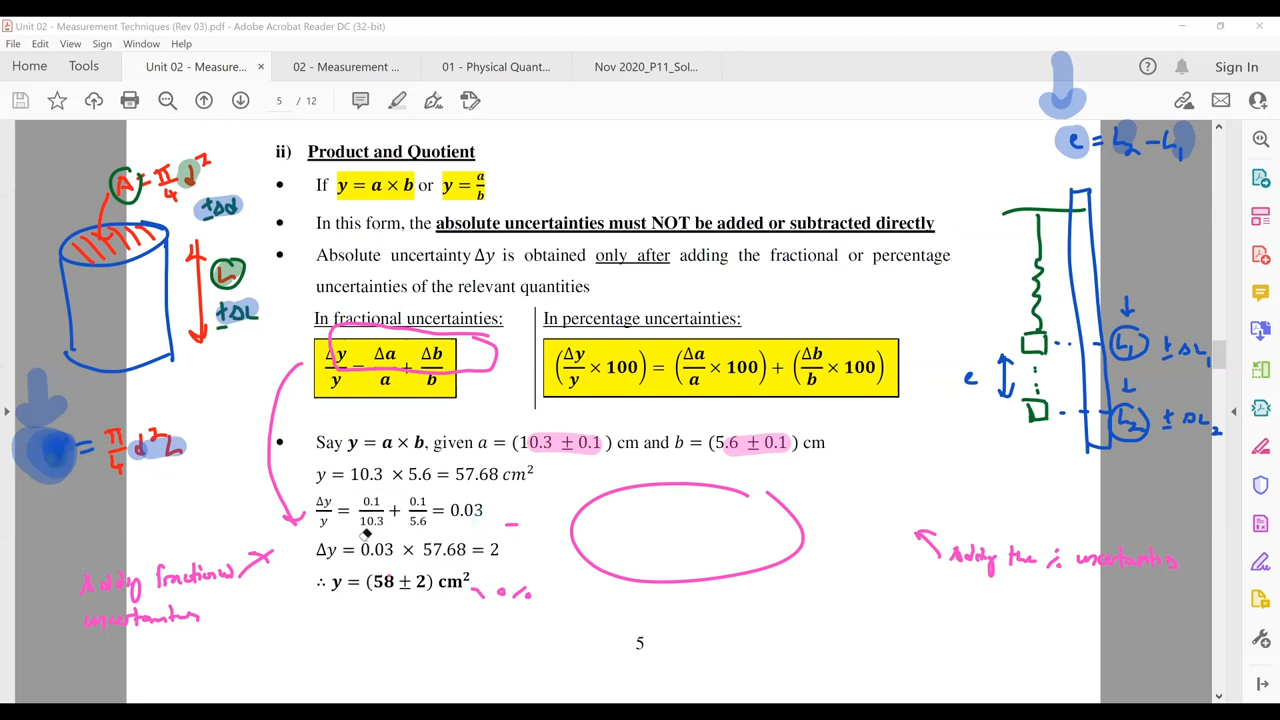 Unit 02 - Measurement Techniques (Rev 03).pdf - Adobe Acrobat Reader DC (32-bit)
File Edit View Sign Window Help
Home Tools Unit 02 - Measure... × 02 - Measurement ... 01 - Physical Quant... Nov 2020_P11_Sol... Sign In
5 / 12
e = L₂ - L₁
ii) Product and Quotient
A = π/4 d²
• If y = a × b or y = a/b
± Δd
• In this form, the absolute uncertainties must NOT be added or subtracted directly
• Absolute uncertainty Δy is obtained only after adding the fractional or percentage
uncertainties of the relevant quantities
L
± ΔL
In fractional uncertainties: In percentage uncertainties:
Δy/y = Δa/a + Δb/b
(Δy/y × 100) = (Δa/a × 100) + (Δb/b × 100)
L₁ ± ΔL₁
e
L₂ ± ΔL₂
= π/4 d²L
• Say y = a × b, given a = (10.3 ± 0.1 ) cm and b = (5.6 ± 0.1 ) cm
y = 10.3 × 5.6 = 57.68 cm²
Δy/y = 0.1/10.3 + 0.1/5.6 = 0.03
Δy = 0.03 × 57.68 = 2
∴ y = (58 ± 2) cm²
Adding fractional
uncertainties
Adding the % uncertainties
5